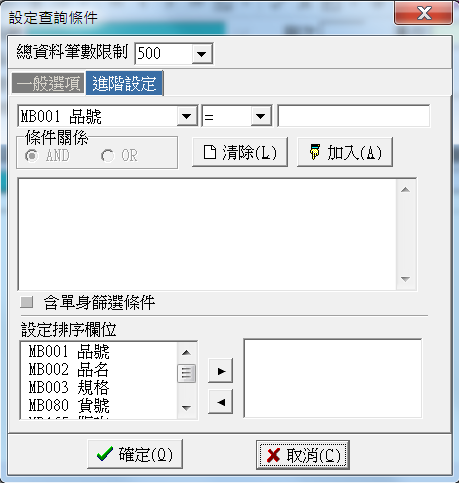 設定查詢條件
總資料筆數限制 500
一般選項 進階設定
MB001 品號 =
條件關係
AND OR 清除(L) 加入(A)
含單身篩選條件
設定排序欄位
MB001 品號
MB002 品名
MB003 規格
MB080 貨號
確定(O) 取消(C)